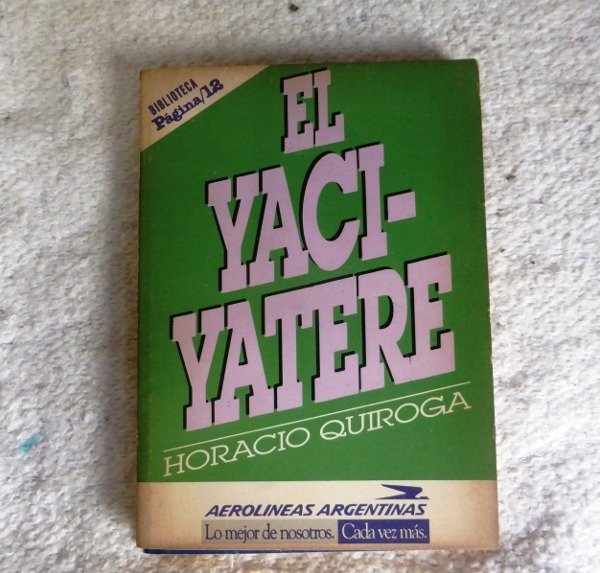 BIBLIOTECA
Página/12
EL
YACI-
YATERE
HORACIO QUIROGA
AEROLINEAS ARGENTINAS
Lo mejor de nosotros. Cada vez más.